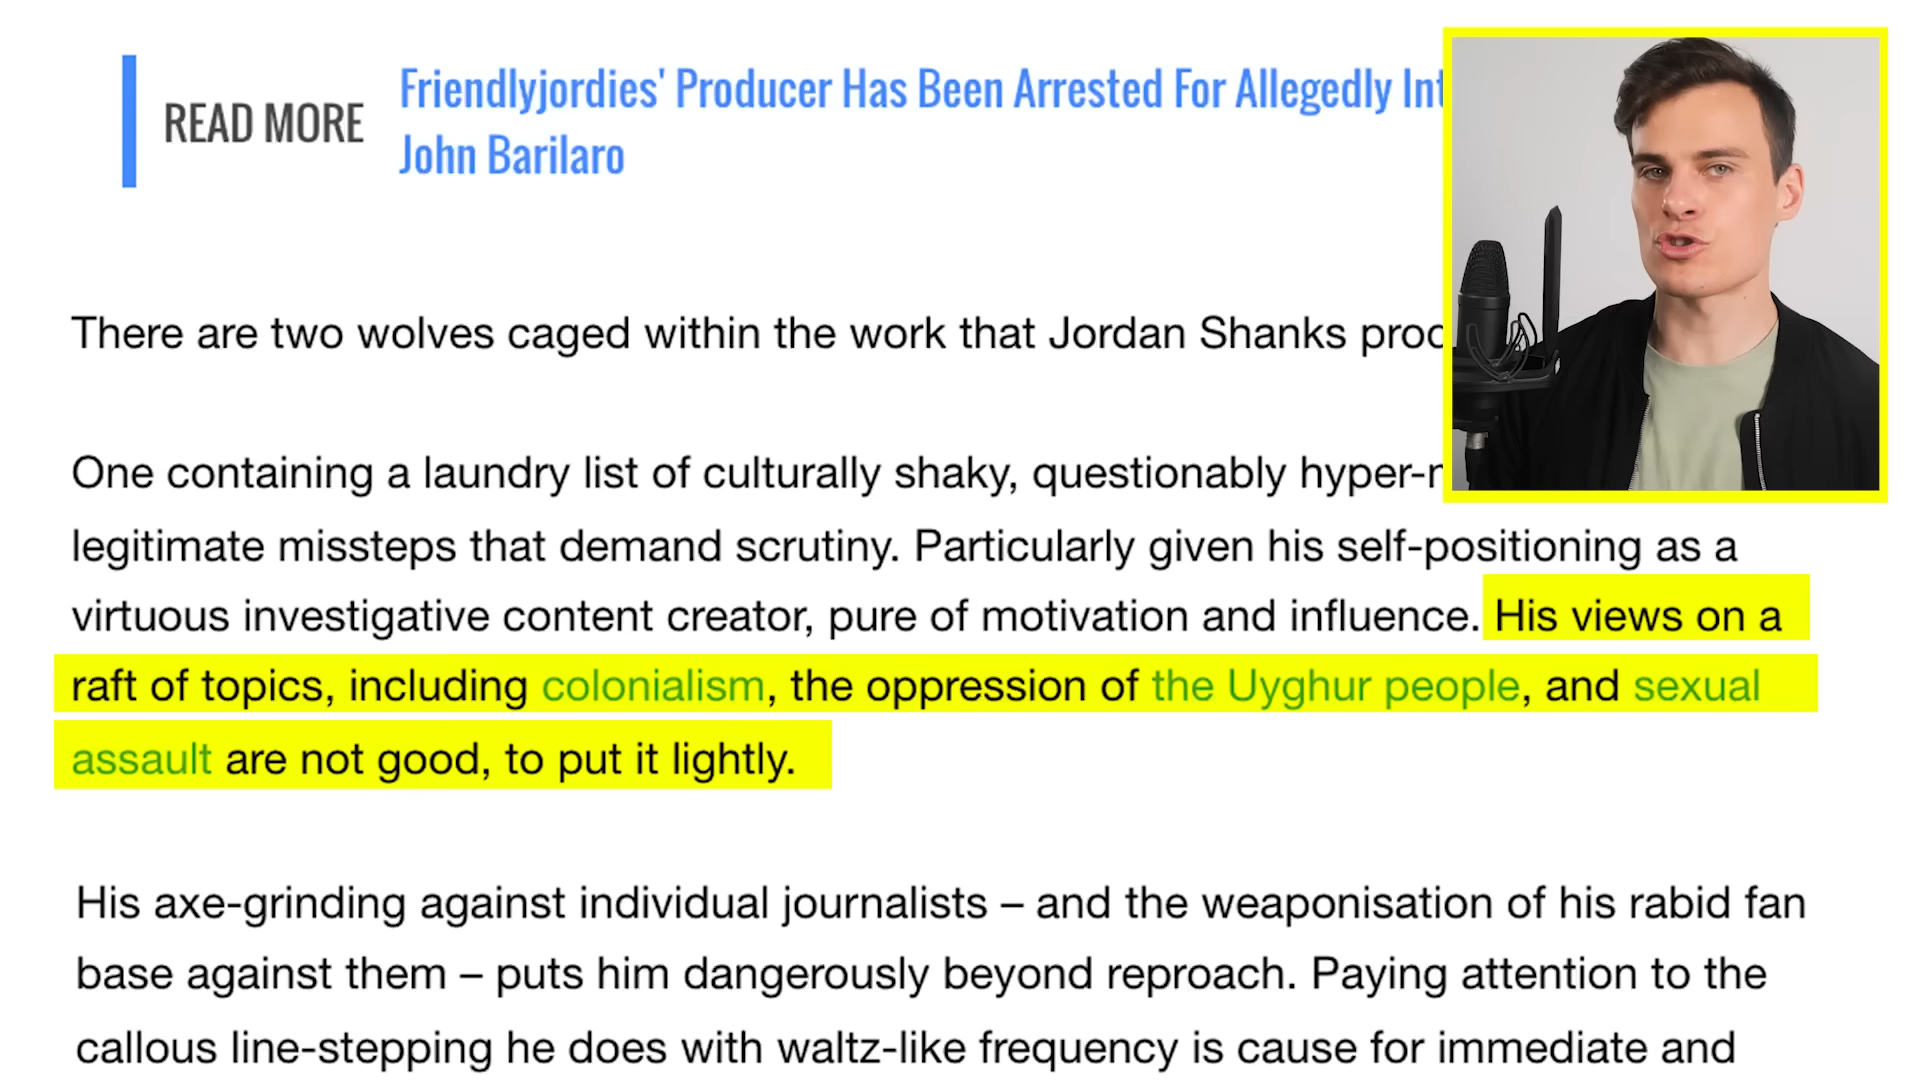 READ MORE
Friendlyjordies' Producer Has Been Arrested For Allegedly
John Barilaro
There are two wolves caged within the work that Jordan Shanks
One containing a laundry list of culturally shaky, questionably
legitimate missteps that demand scrutiny. Particularly given his self-positioning as a
virtuous investigative content creator, pure of motivation and influence. His views on a
raft of topics, including colonialism, the oppression of the Uyghur people, and sexual
assault are not good, to put it lightly.
His axe-grinding against individual journalists – and the weaponisation of his rabid fan
base against them – puts him dangerously beyond reproach. Paying attention to the
callous line-stepping he does with waltz-like frequency is cause for immediate and